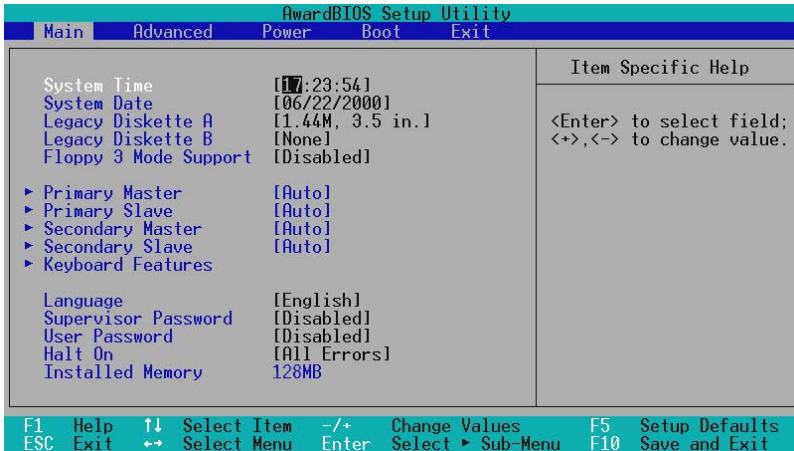 AwardBIOS Setup Utility
Main Advanced Power Boot Exit
Item Specific Help
System Time [17:23:54]
System Date [06/22/2000]
Legacy Diskette A [1.44M, 3.5 in.]
Legacy Diskette B [None]
Floppy 3 Mode Support [Disabled]
<Enter> to select field;
<+>,<-> to change value.
▸ Primary Master [Auto]
▸ Primary Slave [Auto]
▸ Secondary Master [Auto]
▸ Secondary Slave [Auto]
▸ Keyboard Features
Language [English]
Supervisor Password [Disabled]
User Password [Disabled]
Halt On [All Errors]
Installed Memory 128MB
F1 Help ↑↓ Select Item -/+ Change Values F5 Setup Defaults
ESC Exit ←→ Select Menu Enter Select ▸ Sub-Menu F10 Save and Exit